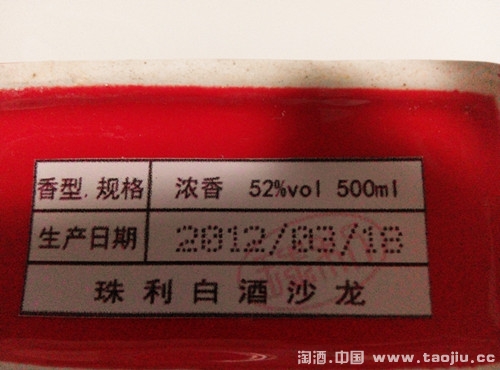 香型.规格 浓香 52%vol 500ml
生产日期 2012/03/18
珠利白酒沙龙
淘酒.中国 www.taojiu.cc